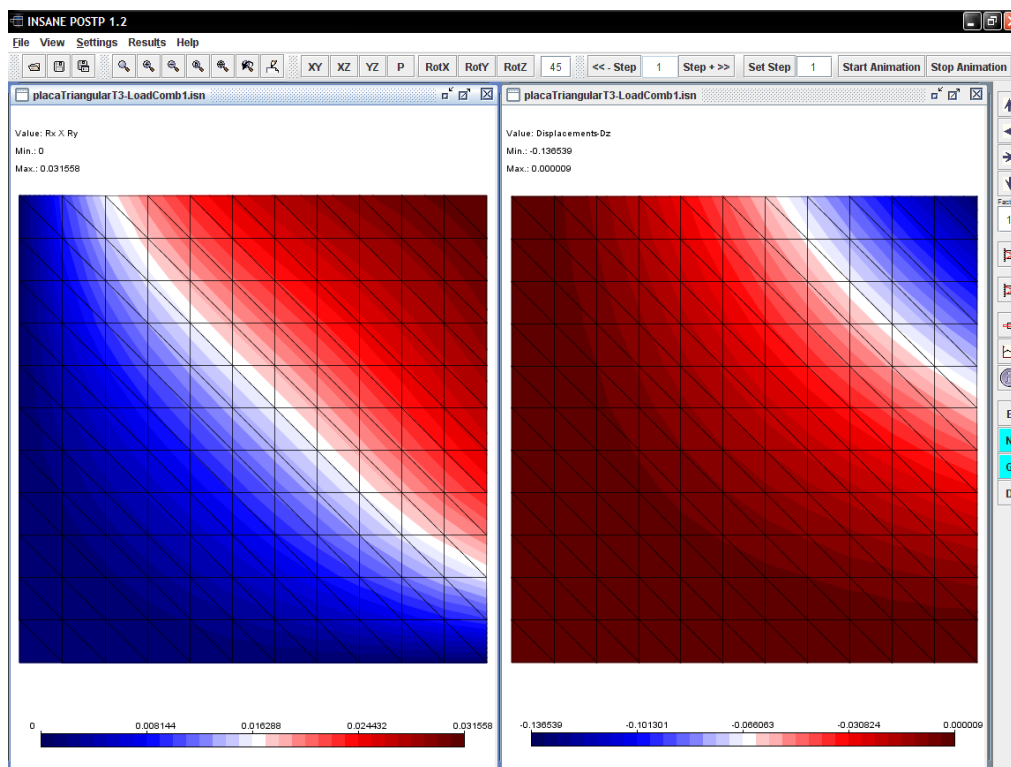 INSANE POSTP 1.2
File View Settings Results Help
XY XZ YZ P RotX RotY RotZ 45 << - Step 1 Step + >> Set Step 1 Start Animation Stop Animation
placaTriangularT3-LoadComb1.isn
Value: Rx X Ry
Min.: 0
Max.: 0.031558
0 0.008144 0.016288 0.024432 0.031558
placaTriangularT3-LoadComb1.isn
Value: Displacements-Dz
Min.: -0.136539
Max.: 0.000009
-0.136539 -0.101301 -0.066063 -0.030824 0.000009